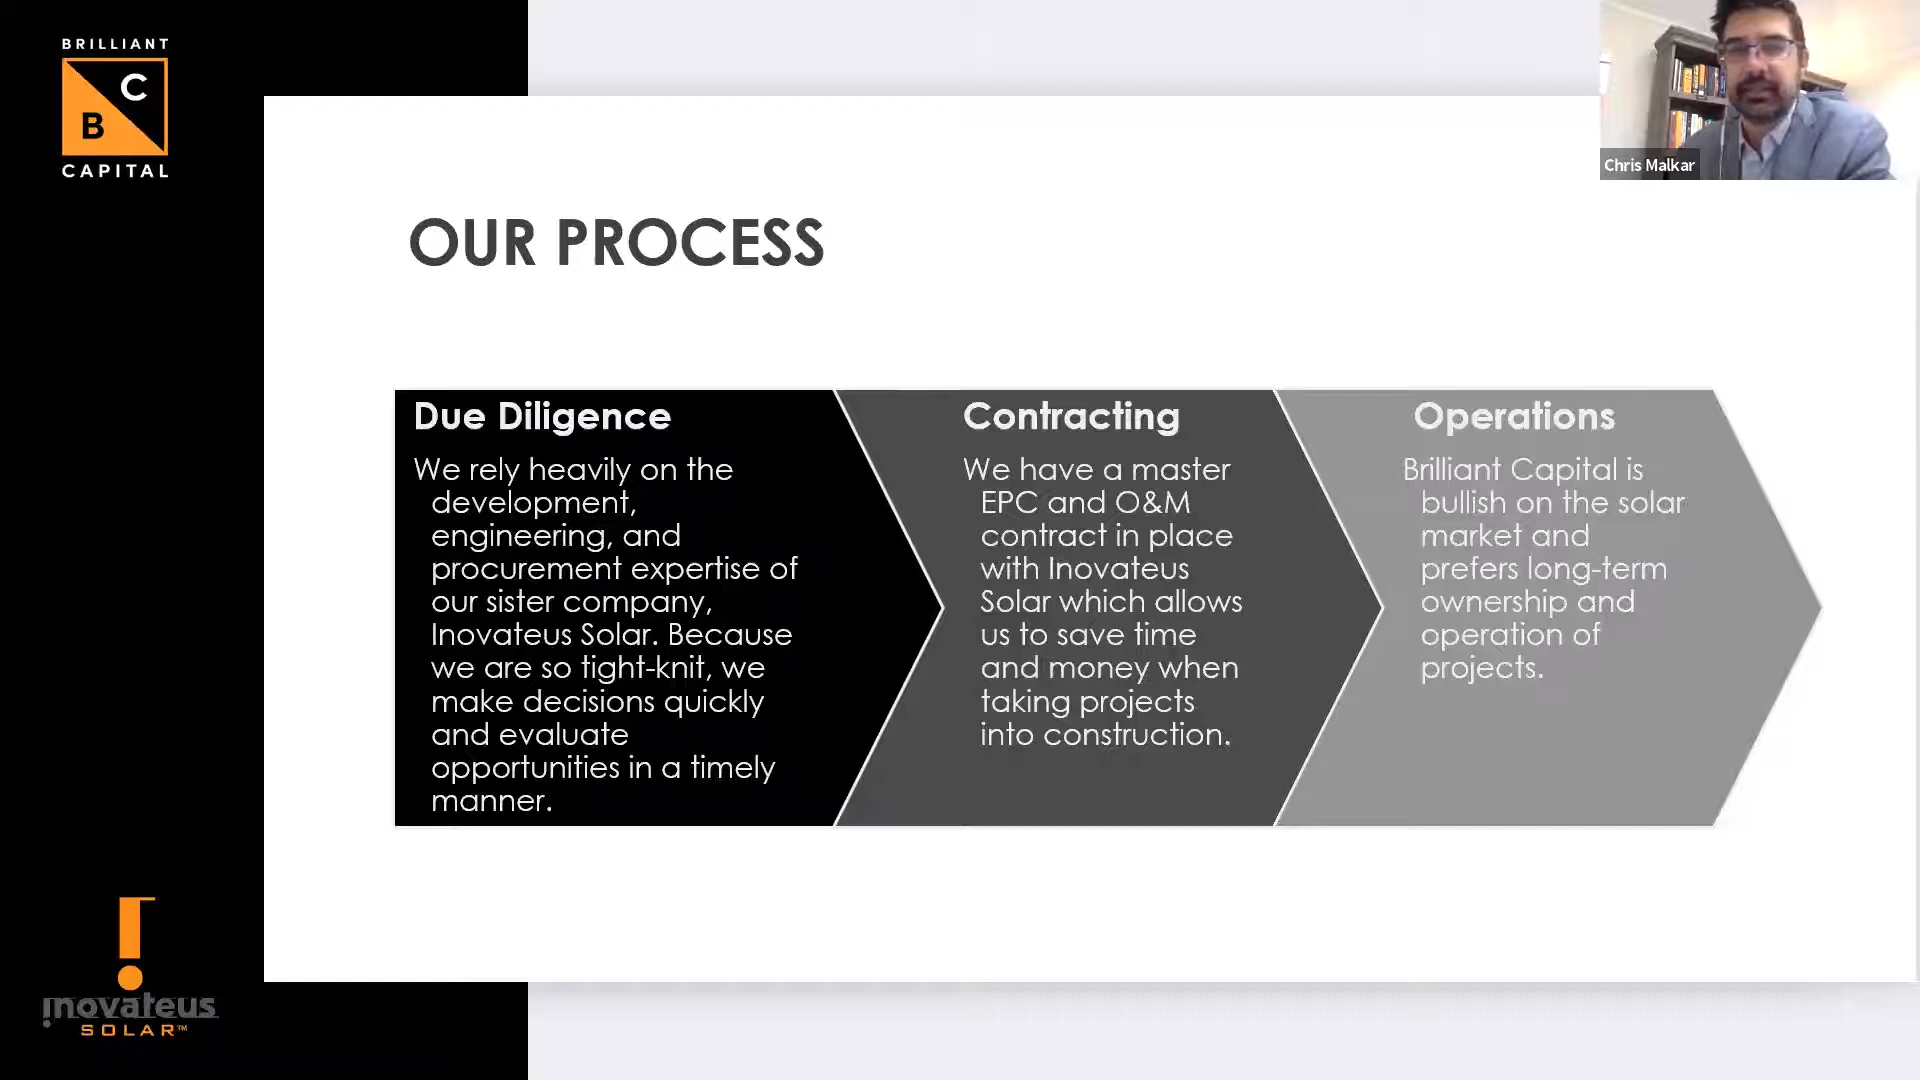 BRILLIANT
C
B
CAPITAL
Chris Malkar
OUR PROCESS
Due Diligence
We rely heavily on the
development,
engineering, and
procurement expertise of
our sister company,
Inovateus Solar. Because
we are so tight-knit, we
make decisions quickly
and evaluate
opportunities in a timely
manner.
Contracting
We have a master
EPC and O&M
contract in place
with Inovateus
Solar which allows
us to save time
and money when
taking projects
into construction.
Operations
Brilliant Capital is
bullish on the solar
market and
prefers long-term
ownership and
operation of
projects.
inovateus
SOLAR™